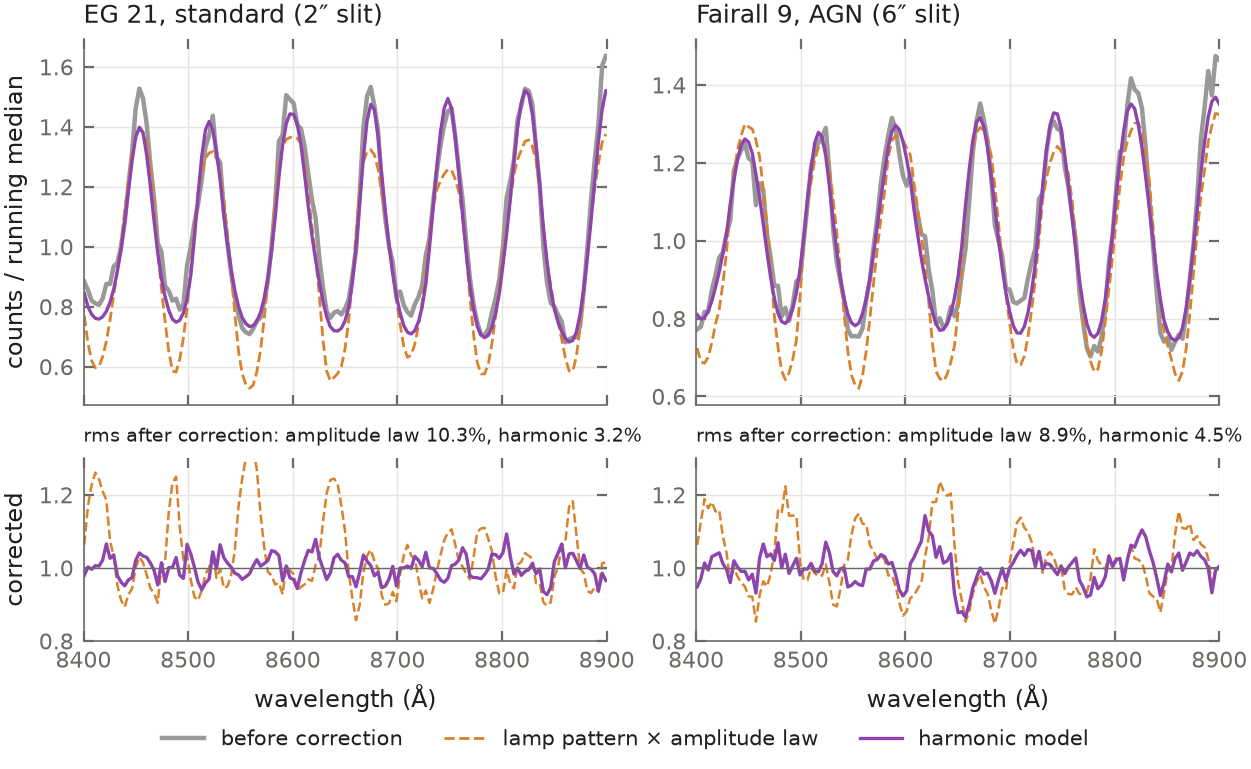 EG 21, standard (2″ slit)
Fairall 9, AGN (6″ slit)
counts / running median
1.6
1.4
1.2
1.0
0.8
0.6
1.4
1.2
1.0
0.8
0.6
rms after correction: amplitude law 10.3%, harmonic 3.2%
rms after correction: amplitude law 8.9%, harmonic 4.5%
corrected
1.2
1.0
0.8
1.2
1.0
0.8
8400 8500 8600 8700 8800 8900
8400 8500 8600 8700 8800 8900
wavelength (Å)
wavelength (Å)
before correction
lamp pattern × amplitude law
harmonic model